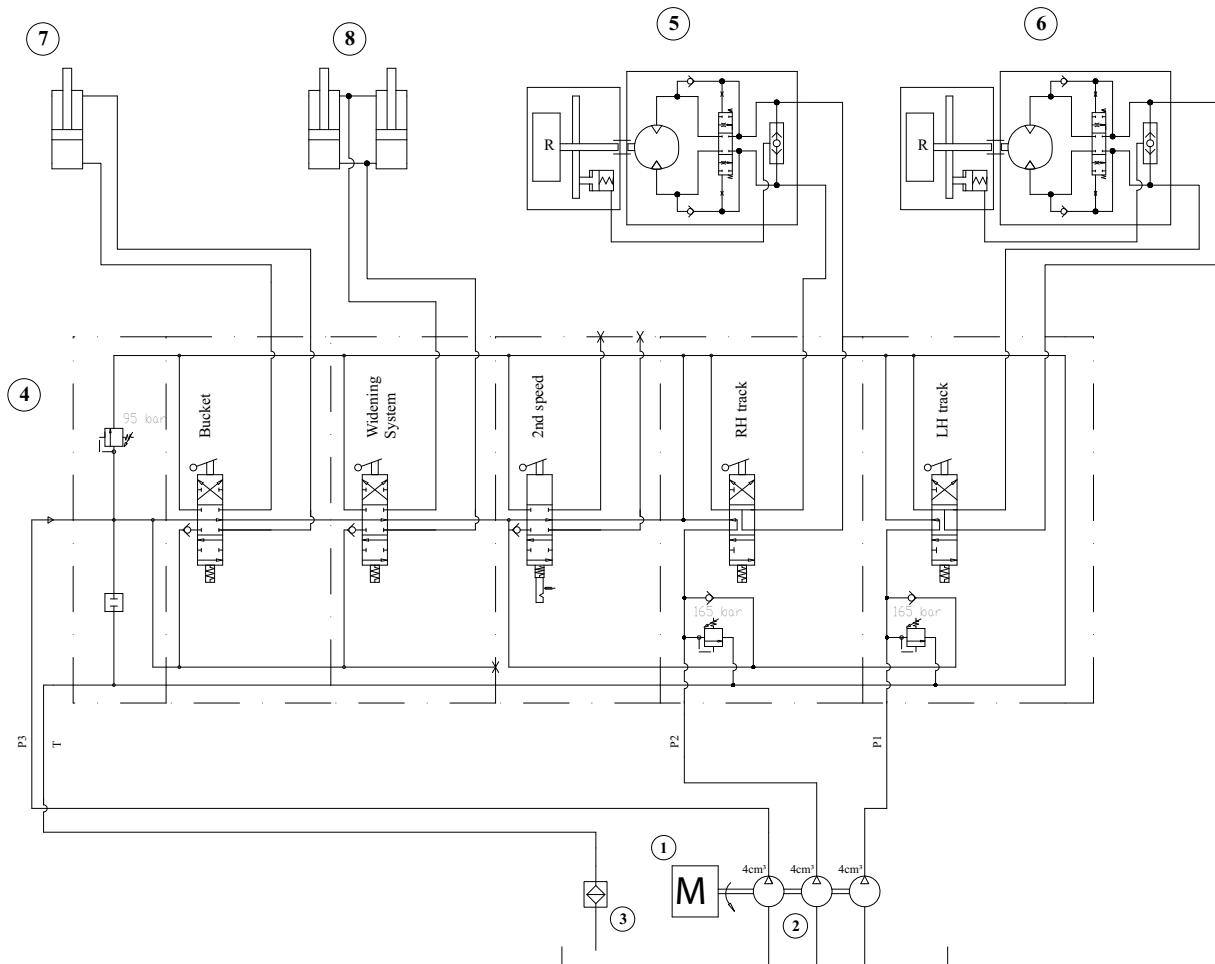 7
8
5
6
R
R
4
95 bar
Bucket
Widening
System
2nd speed
RH track
LH track
165 bar
165 bar
P3
T
P2
P1
1
M
4cm³
4cm³
4cm³
2
3